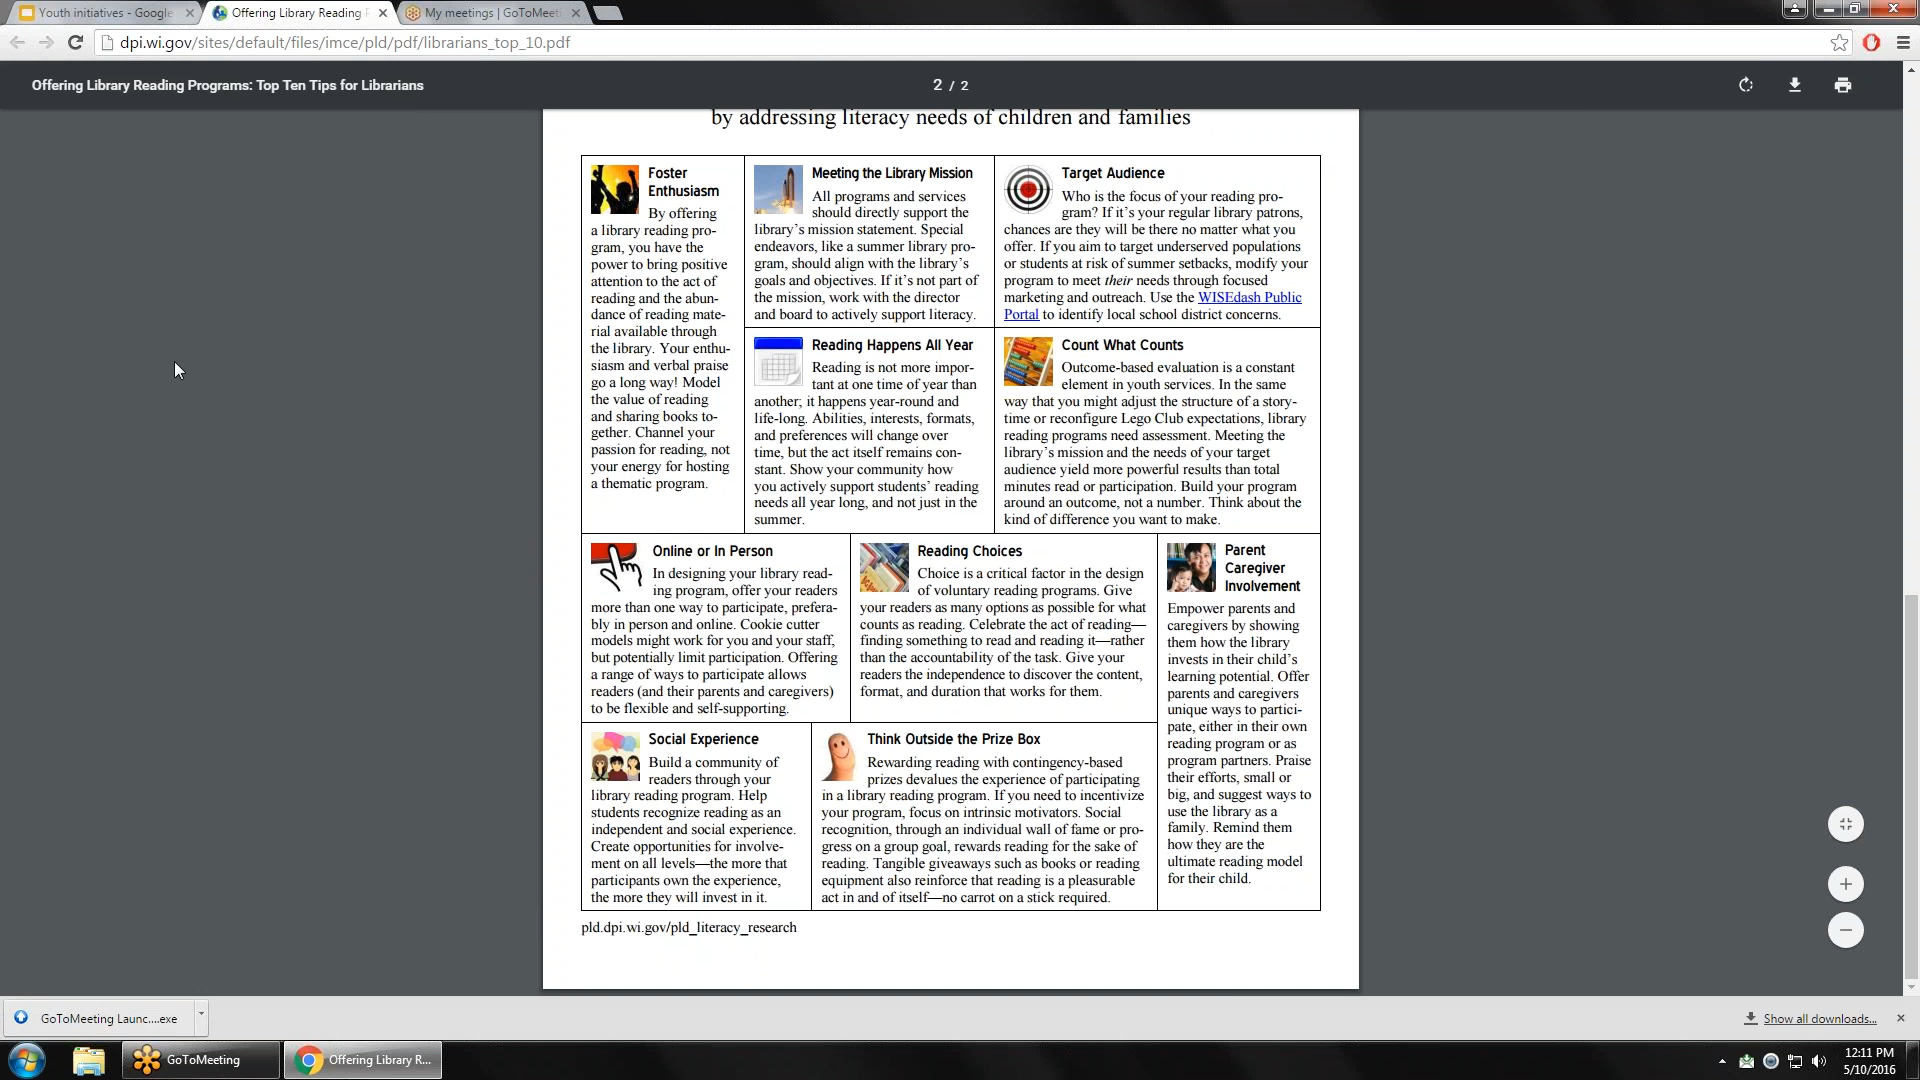 Youth initiatives - Google
Offering Library Reading P
My meetings | GoToMeeti
dpi.wi.gov/sites/default/files/imce/pld/pdf/librarians_top_10.pdf
Offering Library Reading Programs: Top Ten Tips for Librarians
2 / 2
by addressing literacy needs of children and families
Foster
Enthusiasm
By offering
a library reading pro-
gram, you have the
power to bring positive
attention to the act of
reading and the abun-
dance of reading mate-
rial available through
the library. Your enthu-
siasm and verbal praise
go a long way! Model
the value of reading
and sharing books to-
gether. Channel your
passion for reading, not
your energy for hosting
a thematic program.
Meeting the Library Mission
All programs and services
should directly support the
library's mission statement. Special
endeavors, like a summer library pro-
gram, should align with the library's
goals and objectives. If it's not part of
the mission, work with the director
and board to actively support literacy.
Target Audience
Who is the focus of your reading pro-
gram? If it's your regular library patrons,
chances are they will be there no matter what you
offer. If you aim to target underserved populations
or students at risk of summer setbacks, modify your
program to meet their needs through focused
marketing and outreach. Use the WISEdash Public
Portal to identify local school district concerns.
Reading Happens All Year
Reading is not more impor-
tant at one time of year than
another; it happens year-round and
life-long. Abilities, interests, formats,
and preferences will change over
time, but the act itself remains con-
stant. Show your community how
you actively support students' reading
needs all year long, and not just in the
summer.
Count What Counts
Outcome-based evaluation is a constant
element in youth services. In the same
way that you might adjust the structure of a story-
time or reconfigure Lego Club expectations, library
reading programs need assessment. Meeting the
library's mission and the needs of your target
audience yield more powerful results than total
minutes read or participation. Build your program
around an outcome, not a number. Think about the
kind of difference you want to make.
Online or In Person
In designing your library read-
ing program, offer your readers
more than one way to participate, prefera-
bly in person and online. Cookie cutter
models might work for you and your staff,
but potentially limit participation. Offering
a range of ways to participate allows
readers (and their parents and caregivers)
to be flexible and self-supporting.
Reading Choices
Choice is a critical factor in the design
of voluntary reading programs. Give
your readers as many options as possible for what
counts as reading. Celebrate the act of reading—
finding something to read and reading it—rather
than the accountability of the task. Give your
readers the independence to discover the content,
format, and duration that works for them.
Parent
Caregiver
Involvement
Empower parents and
caregivers by showing
them how the library
invests in their child's
learning potential. Offer
parents and caregivers
unique ways to partici-
pate, either in their own
reading program or as
program partners. Praise
their efforts, small or
big, and suggest ways to
use the library as a
family. Remind them
how they are the
ultimate reading model
for their child.
Social Experience
Build a community of
readers through your
library reading program. Help
students recognize reading as an
independent and social experience.
Create opportunities for involve-
ment on all levels—the more that
participants own the experience,
the more they will invest in it.
Think Outside the Prize Box
Rewarding reading with contingency-based
prizes devalues the experience of participating
in a library reading program. If you need to incentivize
your program, focus on intrinsic motivators. Social
recognition, through an individual wall of fame or pro-
gress on a group goal, rewards reading for the sake of
reading. Tangible giveaways such as books or reading
equipment also reinforce that reading is a pleasurable
act in and of itself—no carrot on a stick required.
pld.dpi.wi.gov/pld_literacy_research
GoToMeeting Launc....exe
Show all downloads...
GoToMeeting
Offering Library R...
12:11 PM
5/10/2016